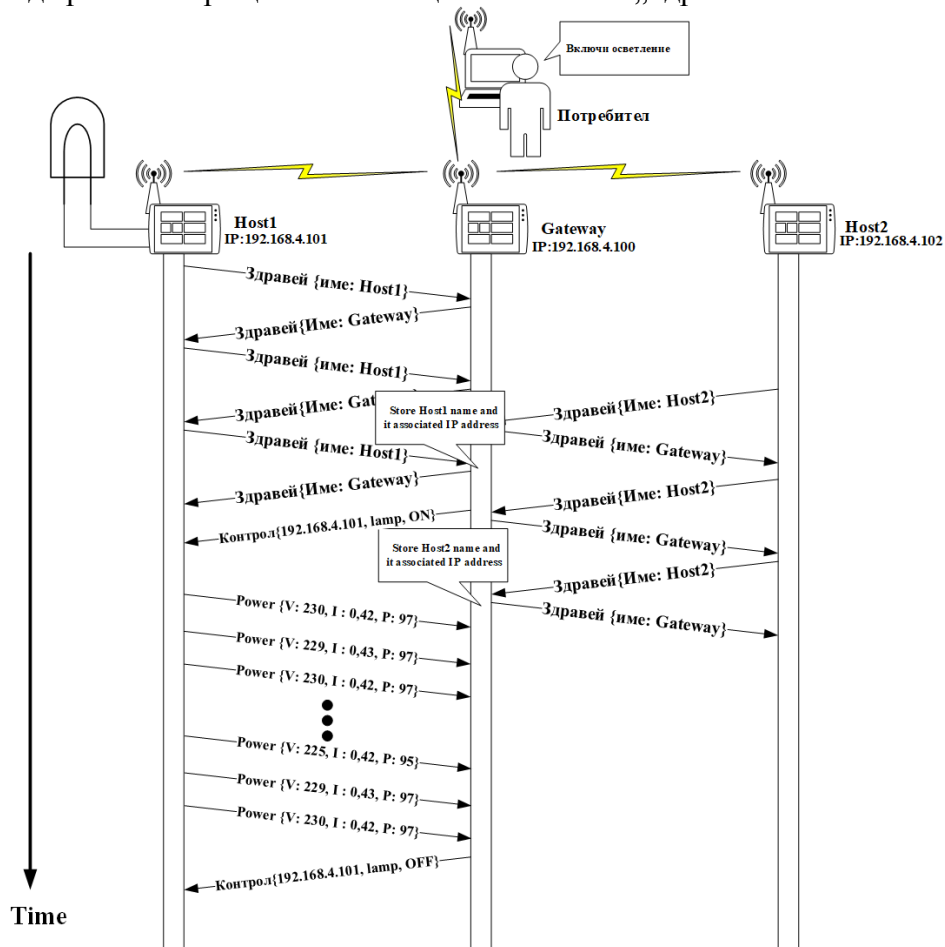 Включи осветление
Потребител
Host1
IP:192.168.4.101
Gateway
IP:192.168.4.100
Host2
IP:192.168.4.102
Здравей {име: Host1}
Здравей{Име: Gateway}
Здравей {име: Host1}
Здравей{Име: Gat
Store Host1 name and
it associated IP address
Здравей{Име: Host2}
Здравей {име: Host1}
Здравей {име: Gateway}
Здравей{Име: Gateway}
Здравей{Име: Host2}
Контрол{192.168.4.101, lamp, ON}
Здравей {име: Gateway}
Store Host2 name and
it associated IP address
Здравей{Име: Host2}
Power {V: 230, I : 0,42, P: 97}
Здравей {име: Gateway}
Power {V: 229, I : 0,43, P: 97}
Power {V: 230, I : 0,42, P: 97}
Power {V: 225, I : 0,42, P: 95}
Power {V: 229, I : 0,43, P: 97}
Power {V: 230, I : 0,42, P: 97}
Контрол{192.168.4.101, lamp, OFF}
Time